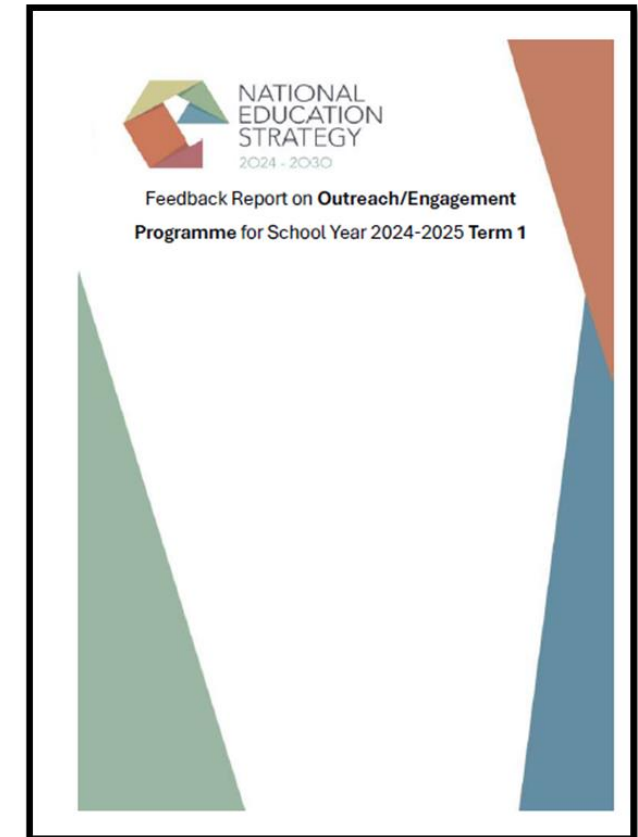 NATIONAL
EDUCATION
STRATEGY
2024 - 2030
Feedback Report on Outreach/Engagement
Programme for School Year 2024-2025 Term 1